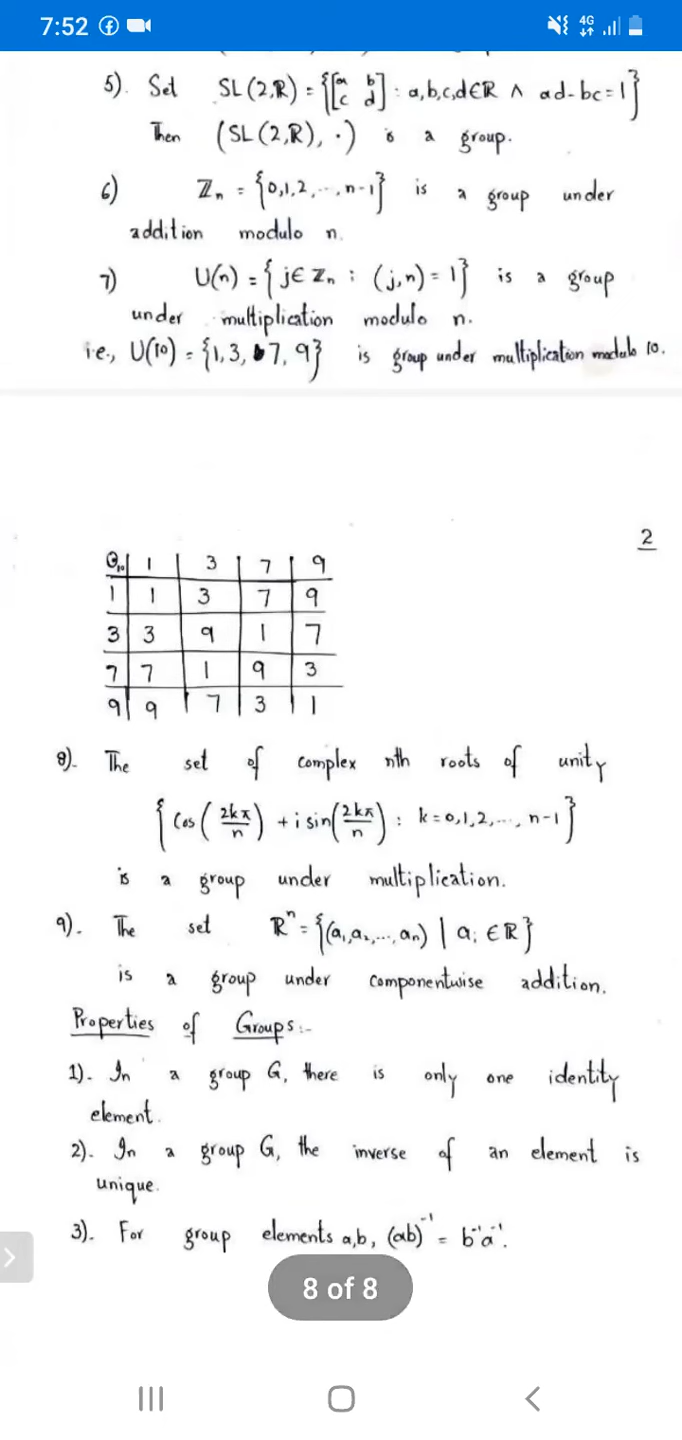 7:52
4G
5). Set SL(2,R) = {[a b c d] : a,b,c,d∈R ∧ ad-bc=1}
Then (SL(2,R), ·) is a group.
6) Zₙ = {0,1,2,...,n-1} is a group under
addition modulo n.
7) U(n) = {j∈Zₙ : (j,n)=1} is a group
under multiplication modulo n.
i.e., U(10) = {1,3,7,9} is group under multiplication modulo 10.
2
⊙₁₀ 1 3 7 9
1 1 3 7 9
3 3 9 1 7
7 7 1 9 3
9 9 7 3 1
8). The set of complex nth roots of unity
{Cos(2kπ/n) + i sin(2kπ/n) : k=0,1,2,..., n-1}
is a group under multiplication.
9). The set Rⁿ = {(a₁,a₂,...,aₙ) | aᵢ ∈R}
is a group under componentwise addition.
Properties of Groups:-
1). In a group G, there is only one identity
element.
2). In a group G, the inverse of an element is
unique.
3). For group elements a,b, (ab)⁻¹ = b⁻¹a⁻¹.
8 of 8